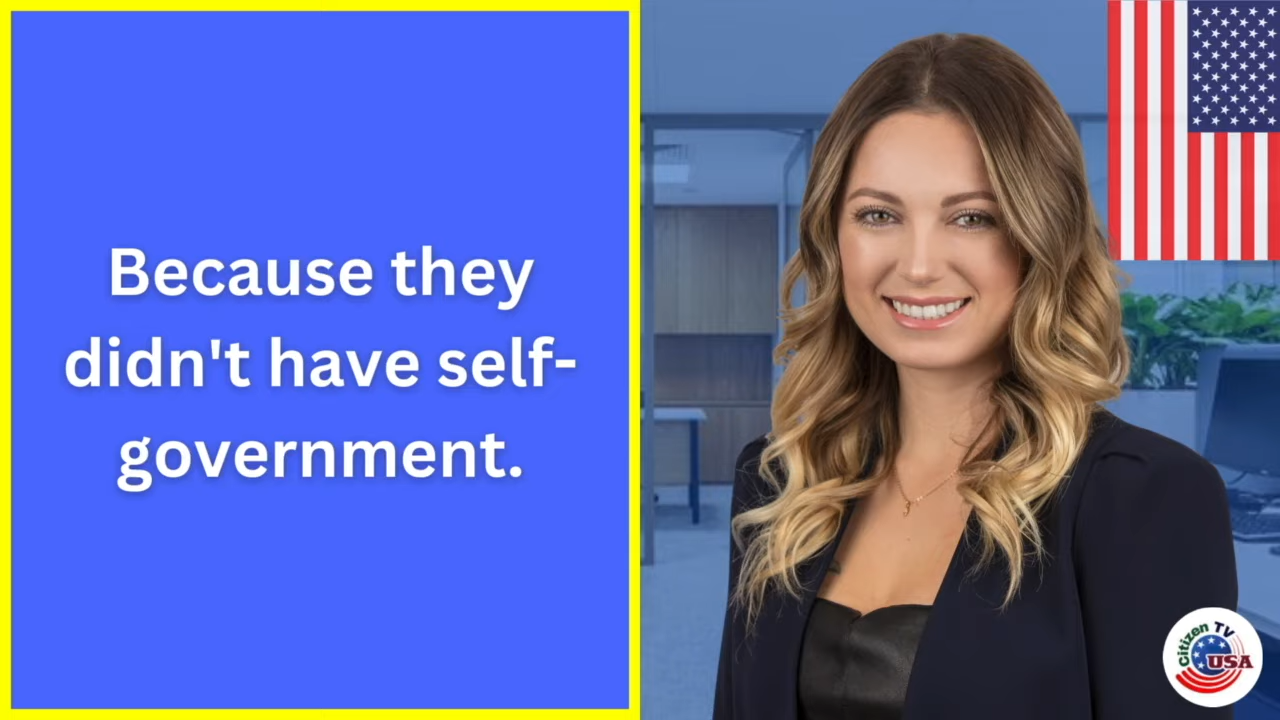 Because they
didn't have self-
government.
Citizen TV
USA